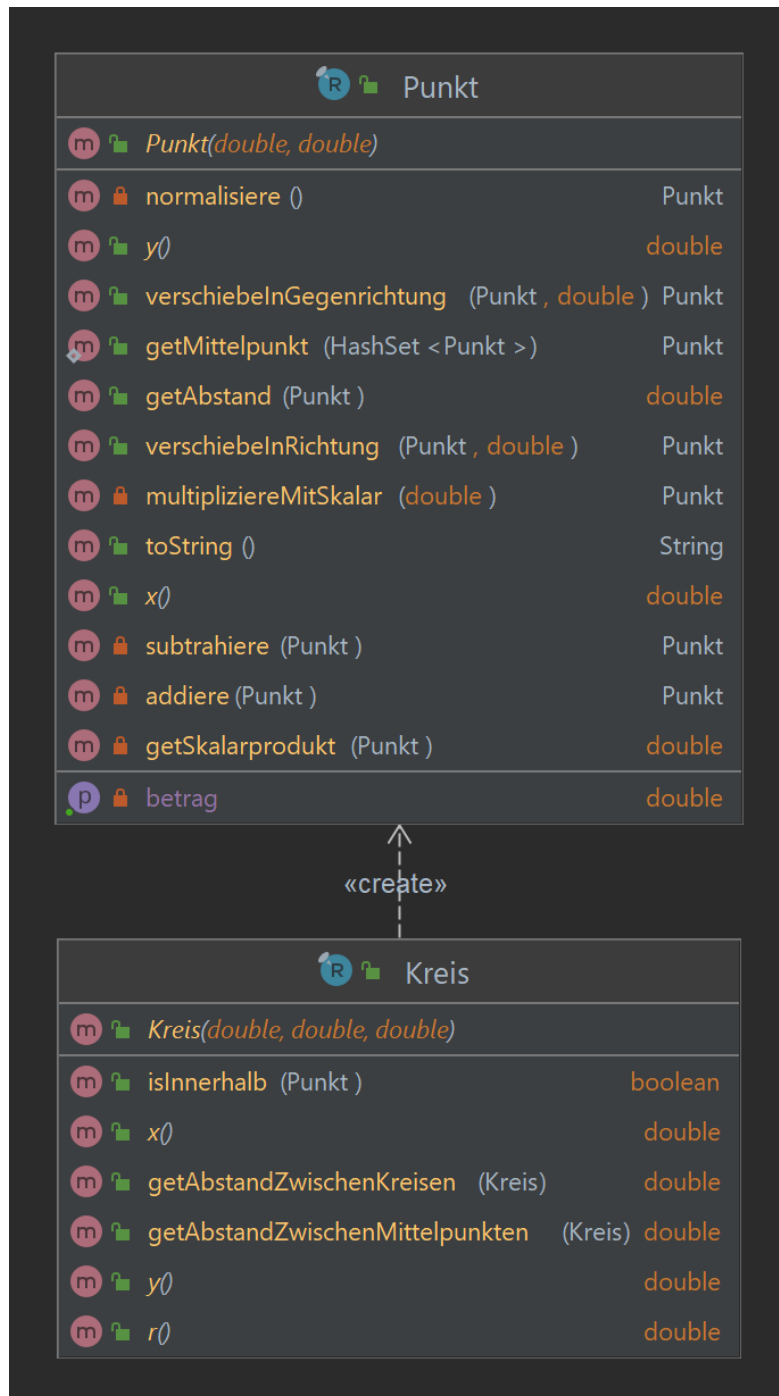 R Punkt
m Punkt(double, double)
m normalisiere () Punkt
m y() double
m verschiebeInGegenrichtung (Punkt , double ) Punkt
m getMittelpunkt (HashSet <Punkt >) Punkt
m getAbstand (Punkt ) double
m verschiebeInRichtung (Punkt , double ) Punkt
m multipliziereMitSkalar (double ) Punkt
m toString () String
m x() double
m subtrahiere (Punkt ) Punkt
m addiere (Punkt ) Punkt
m getSkalarprodukt (Punkt ) double
p betrag double
«create»
R Kreis
m Kreis(double, double, double)
m isInnerhalb (Punkt ) boolean
m x() double
m getAbstandZwischenKreisen (Kreis) double
m getAbstandZwischenMittelpunkten (Kreis) double
m y() double
m r() double